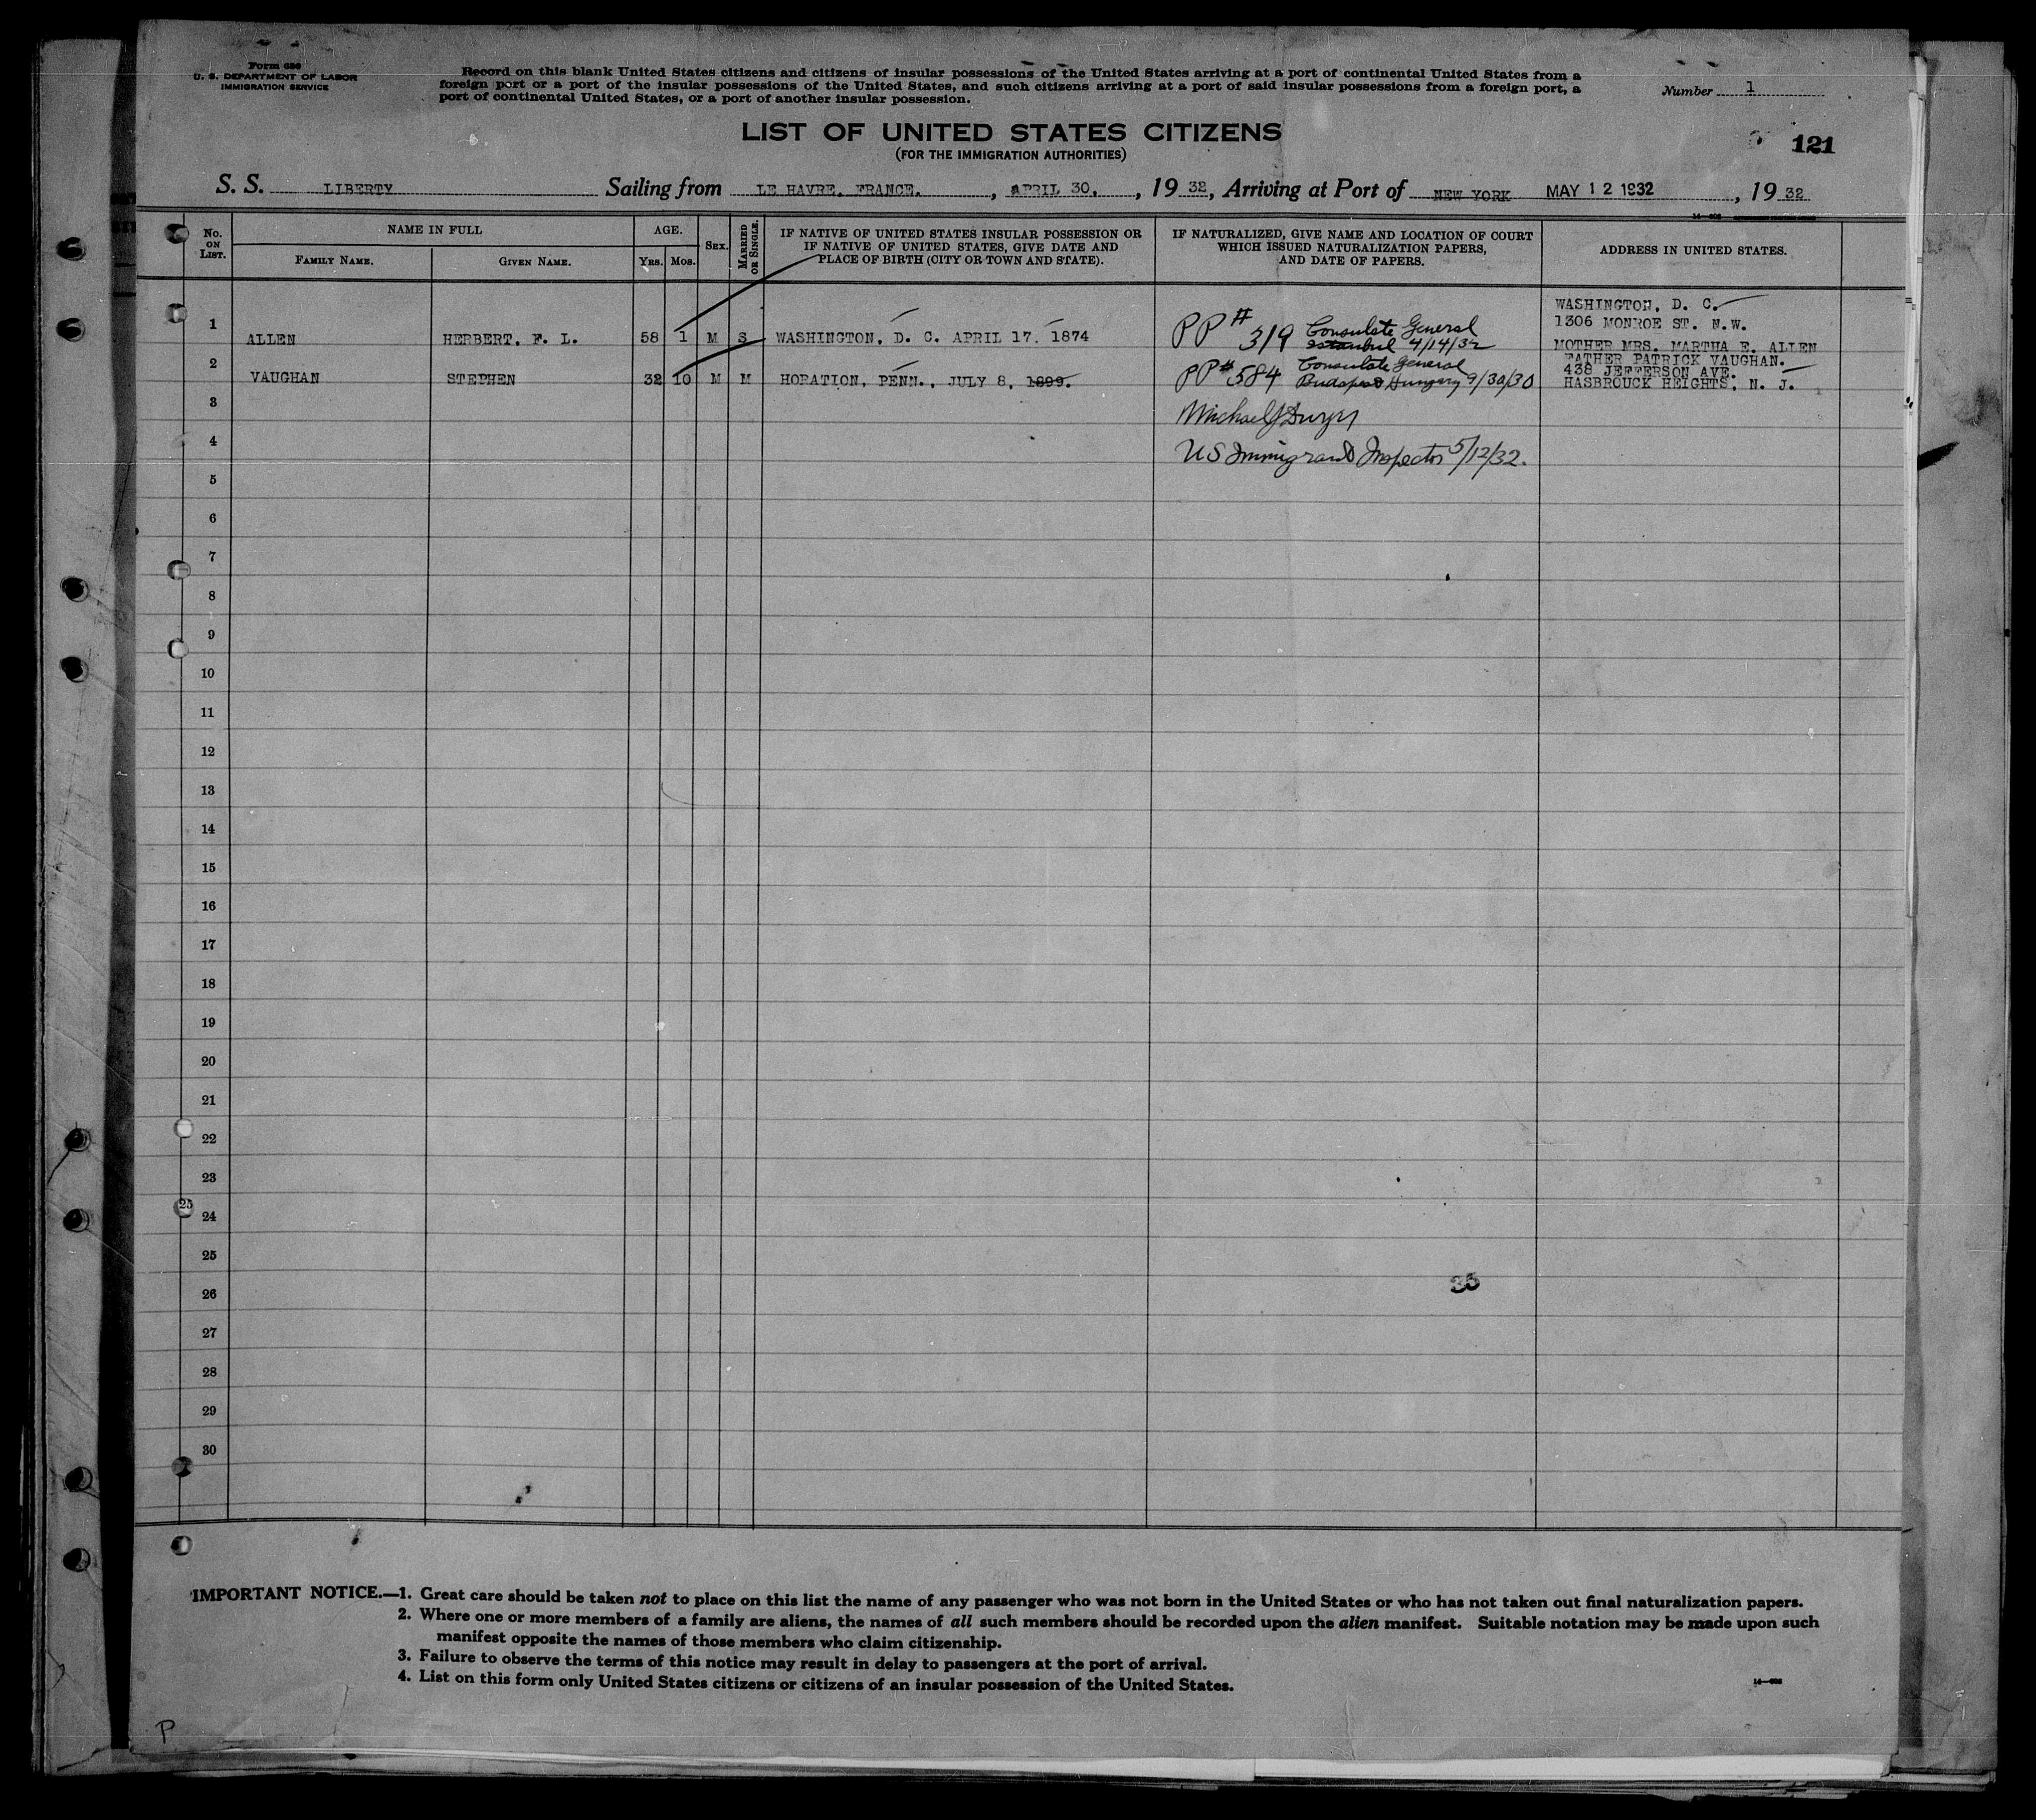 Form 630
U. S. DEPARTMENT OF LABOR
IMMIGRATION SERVICE
Record on this blank United States citizens and citizens of insular possessions of the United States arriving at a port of continental United States from a
foreign port or a port of the insular possessions of the United States, and such citizens arriving at a port of said insular possessions from a foreign port, a
port of continental United States, or a port of another insular possession.
Number 1
LIST OF UNITED STATES CITIZENS
(FOR THE IMMIGRATION AUTHORITIES)
121
S. S. LIBERTY Sailing from LE HAVRE, FRANCE. , APRIL 30, , 19 32, Arriving at Port of NEW YORK MAY 12 1932 , 19 32
No. ON LIST.
NAME IN FULL
FAMILY NAME.
GIVEN NAME.
AGE.
YRS. MOS.
SEX.
MARRIED OR SINGLE.
IF NATIVE OF UNITED STATES INSULAR POSSESSION OR
IF NATIVE OF UNITED STATES, GIVE DATE AND
PLACE OF BIRTH (CITY OR TOWN AND STATE).
IF NATURALIZED, GIVE NAME AND LOCATION OF COURT
WHICH ISSUED NATURALIZATION PAPERS,
AND DATE OF PAPERS.
ADDRESS IN UNITED STATES.
1 ALLEN HERBERT, F. L. 58 1 M S WASHINGTON, D. C. APRIL 17. 1874
PP # 319 Consulate General
Istanbul 4/14/32
WASHINGTON, D. C.
1306 MONROE ST. N.W.
MOTHER MRS. MARTHA E. ALLEN
2 VAUGHAN STEPHEN 32 10 M M HORATION, PENN., JULY 8, 1899.
PP # 584 Consulate General
Budapest Hungary 9/30/30
FATHER PATRICK VAUGHAN.
438 JEFFERSON AVE.
HASBROUCK HEIGHTS, N. J.
3
Michael J Dwyer
4
US Immigrant Inspector 5/12/32.
5
6
7
8
9
10
11
12
13
14
15
16
17
18
19
20
21
22
23
25
24
25
26
35
27
28
29
30
IMPORTANT NOTICE.—1. Great care should be taken not to place on this list the name of any passenger who was not born in the United States or who has not taken out final naturalization papers.
2. Where one or more members of a family are aliens, the names of all such members should be recorded upon the alien manifest. Suitable notation may be made upon such
manifest opposite the names of those members who claim citizenship.
3. Failure to observe the terms of this notice may result in delay to passengers at the port of arrival.
4. List on this form only United States citizens or citizens of an insular possession of the United States.
P